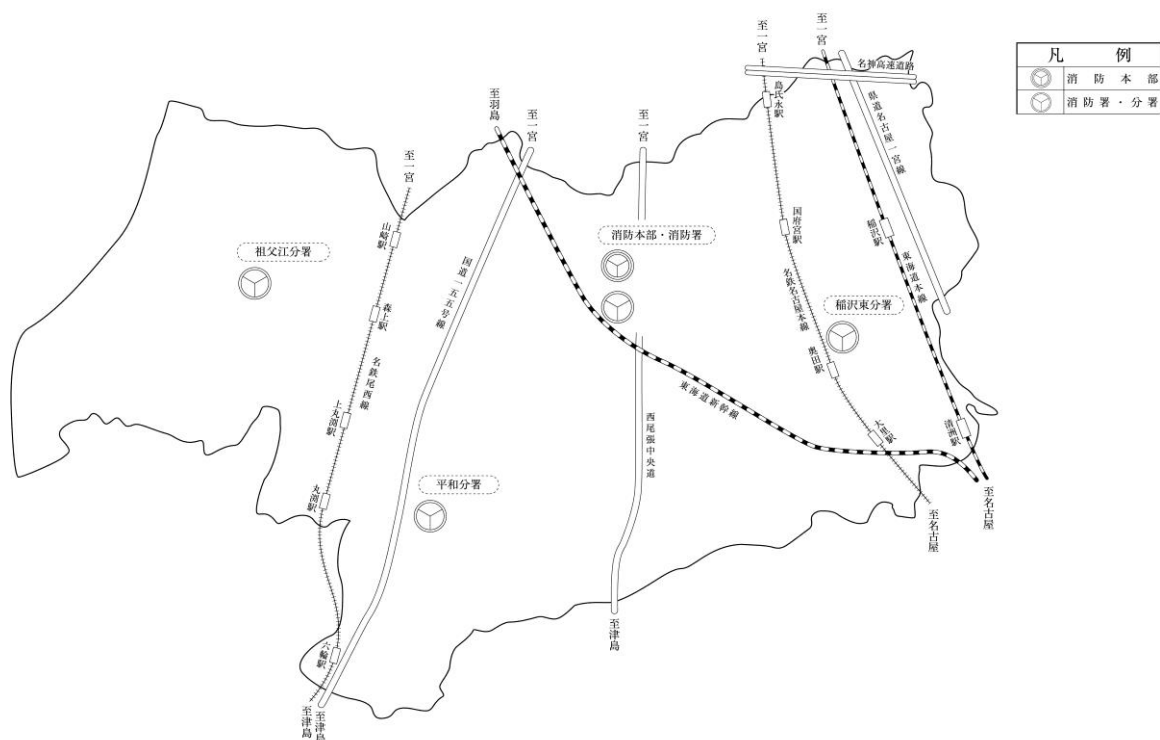 凡 例
消防本部
消防署・分署
至一宮
至一宮
名神高速道路
島氏永駅
県道名古屋一宮線
至羽島
至一宮
至一宮
至一宮
山崎駅
国府宮駅
稲沢駅
消防本部・消防署
祖父江分署
国道一五五号線
東海道本線
名鉄名古屋本線
稲沢東分署
森上駅
名鉄尾西線
奥田駅
東海道新幹線
上丸渕駅
西尾張中央道
大里駅
清洲駅
丸渕駅
平和分署
至名古屋
至名古屋
至津島
六輪駅
至津島
至津島